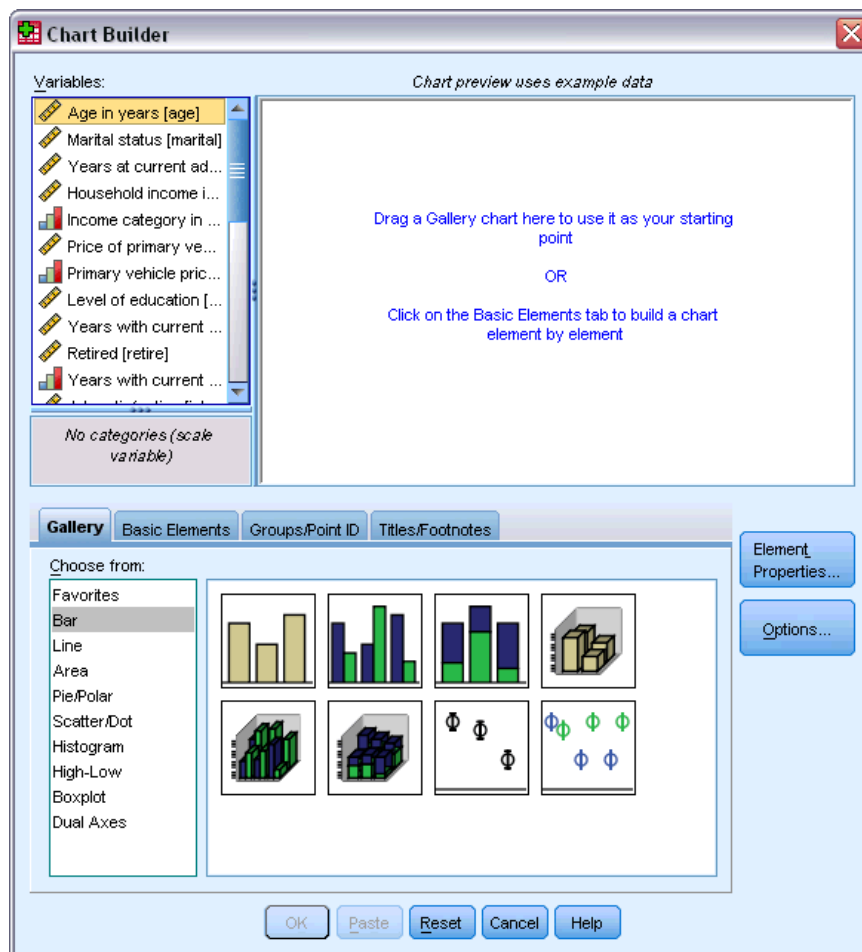 Chart Builder
Variables:
Chart preview uses example data
Age in years [age]
Marital status [marital]
Years at current ad...
Household income i...
Income category in ...
Price of primary ve...
Primary vehicle pric...
Level of education [...
Years with current ...
Retired [retire]
Years with current ...
No categories (scale
variable)
Drag a Gallery chart here to use it as your starting
point
OR
Click on the Basic Elements tab to build a chart
element by element
Gallery
Basic Elements
Groups/Point ID
Titles/Footnotes
Choose from:
Favorites
Bar
Line
Area
Pie/Polar
Scatter/Dot
Histogram
High-Low
Boxplot
Dual Axes
Element
Properties...
Options...
OK
Paste
Reset
Cancel
Help